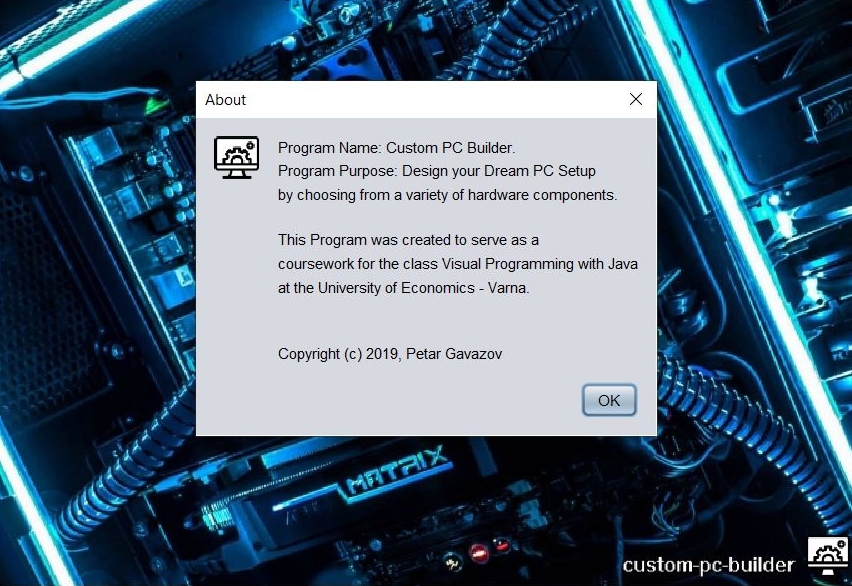 About
Program Name: Custom PC Builder.
Program Purpose: Design your Dream PC Setup
by choosing from a variety of hardware components.
This Program was created to serve as a
coursework for the class Visual Programming with Java
at the University of Economics - Varna.
Copyright (c) 2019, Petar Gavazov
OK
MATRIX
custom-pc-builder